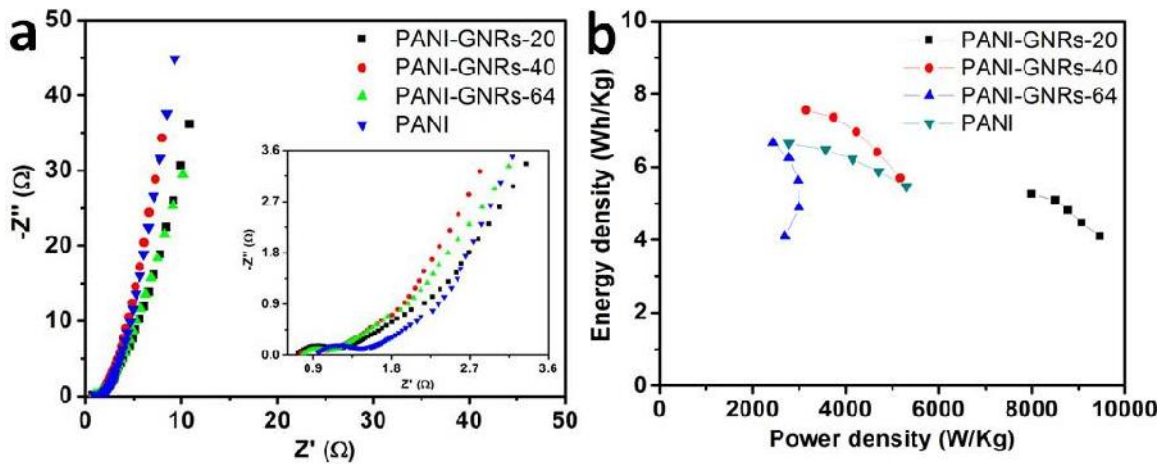 a
50
40
30
20
10
0
-Z'' (Ω)
PANI-GNRs-20
PANI-GNRs-40
PANI-GNRs-64
PANI
3.6
2.7
1.8
0.9
0.0
-Z'' (Ω)
0.9 1.8 2.7 3.6
Z' (Ω)
0 10 20 30 40 50
Z' (Ω)
b
10
8
6
4
2
0
Energy density (Wh/Kg)
PANI-GNRs-20
PANI-GNRs-40
PANI-GNRs-64
PANI
0 2000 4000 6000 8000 10000
Power density (W/Kg)